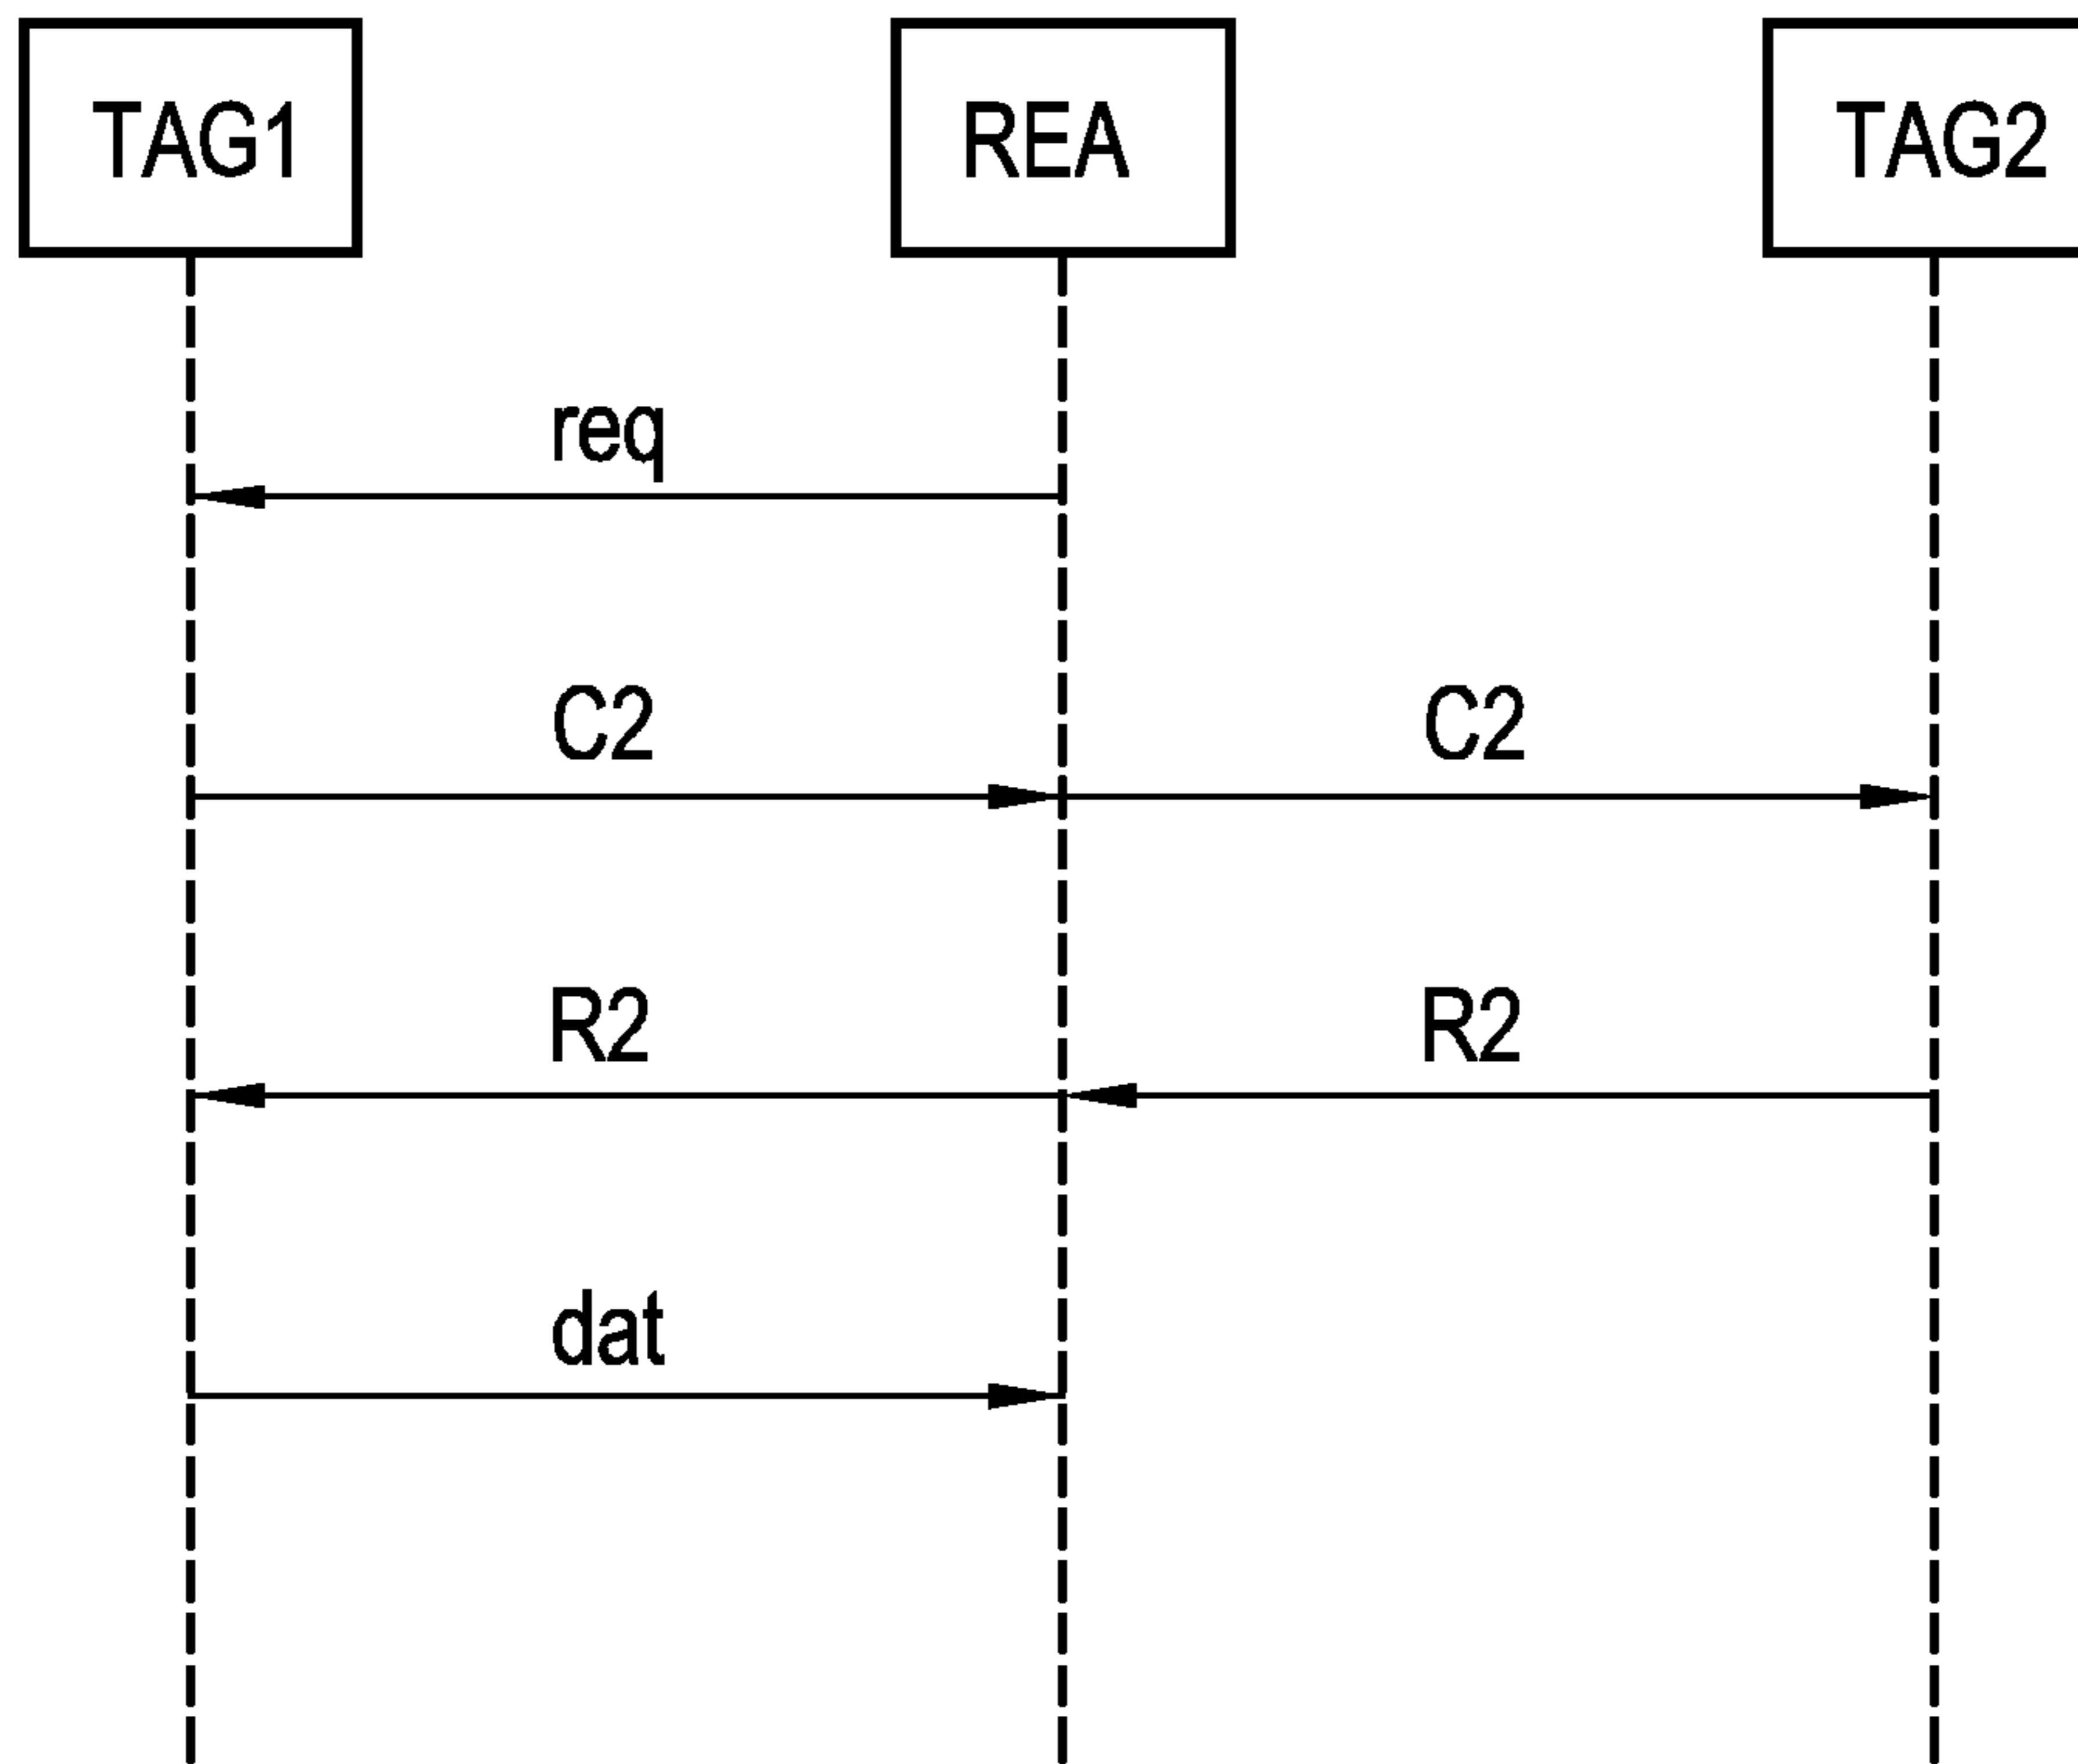 TAG1 REA TAG2
req
C2 C2
R2 R2
dat